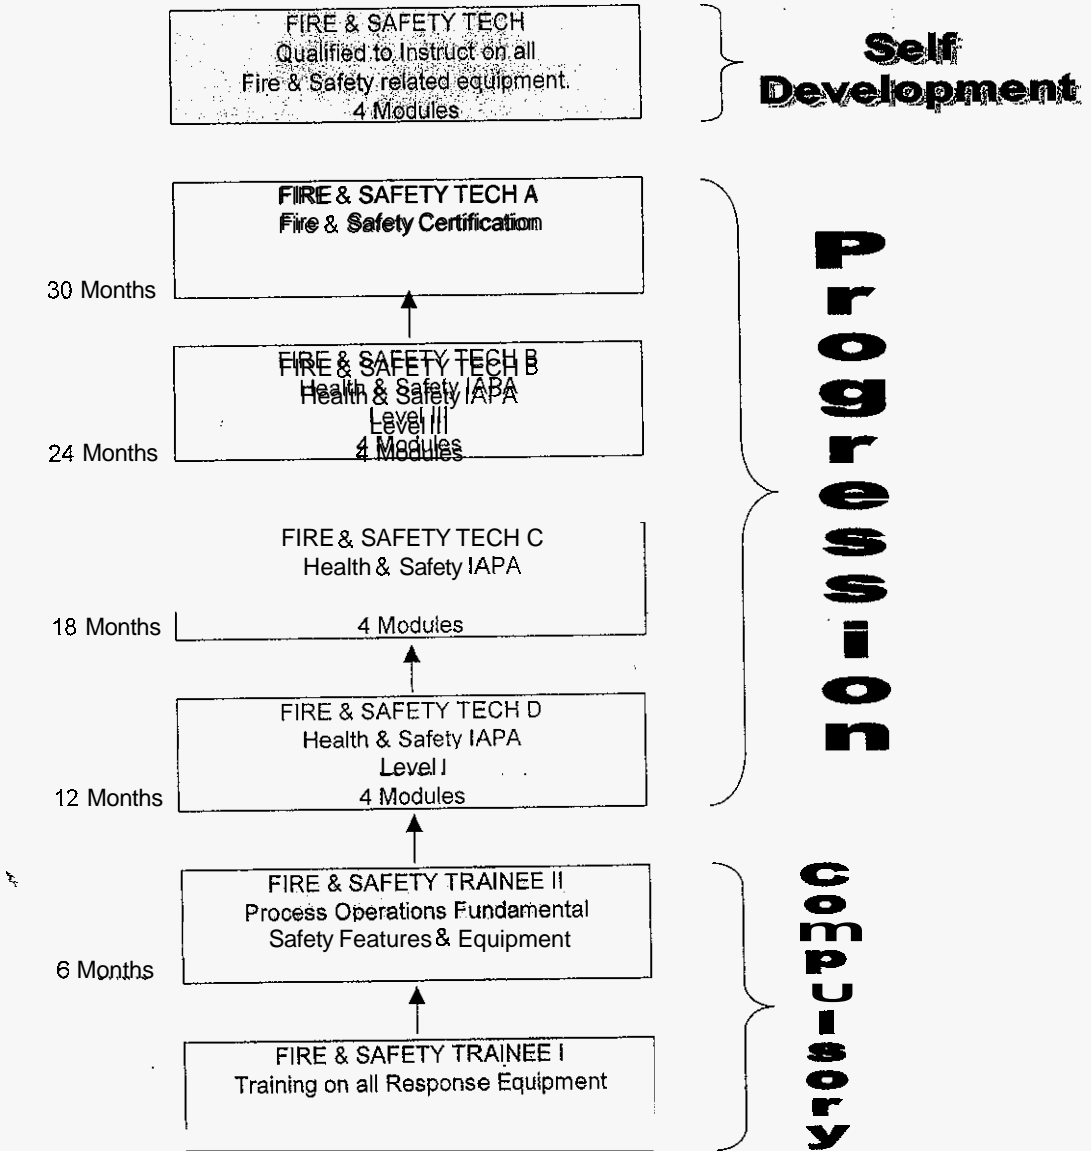 FIRE & SAFETY TECH
Qualified to Instruct on all
Fire & Safety related equipment.
4 Modules
Self
Development
FIRE & SAFETY TECH A
Fire & Safety Certification
30 Months
FIRE & SAFETY TECH B
Health & Safety IAPA
Level III
4 Modules
24 Months
FIRE & SAFETY TECH C
Health & Safety IAPA
4 Modules
18 Months
FIRE & SAFETY TECH D
Health & Safety IAPA
Level I
4 Modules
12 Months
Progression
FIRE & SAFETY TRAINEE II
Process Operations Fundamental
Safety Features & Equipment
6 Months
FIRE & SAFETY TRAINEE I
Training on all Response Equipment
Compulsory